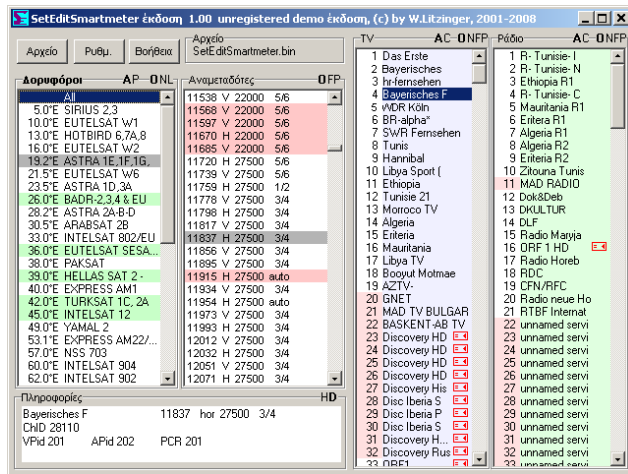 SetEditSmartmeter έκδοση 1.00 unregistered demo έκδοση, (c) by W.Litzinger, 2001-2008
Αρχείο Ρυθμ. Βοήθεια
Αρχείο
SetEditSmartmeter.bin
Δορυφόροι A P - O N L
All
5.0°E SIRIUS 2,3
10.0°E EUTELSAT W1
13.0°E HOTBIRD 6,7A,8
16.0°E EUTELSAT W2
19.2°E ASTRA 1E,1F,1G,
21.5°E EUTELSAT W6
23.5°E ASTRA 1D,3A
26.0°E BADR-2,3,4 & EU
28.2°E ASTRA 2A-B-D
30.5°E ARABSAT 2B
33.0°E INTELSAT 802/EU
36.0°E EUTELSAT SESA...
38.0°E PAKSAT
39.0°E HELLAS SAT 2 -
40.0°E EXPRESS AM1
42.0°E TURKSAT 1C, 2A
45.0°E INTELSAT 12
49.0°E YAMAL 2
53.1°E EXPRESS AM22/...
57.0°E NSS 703
60.0°E INTELSAT 904
62.0°E INTELSAT 902
Αναμεταδότες O F P
11538 V 22000 5/6
11568 V 22000 5/6
11597 V 22000 5/6
11670 H 22000 5/6
11685 V 22000 5/6
11720 H 27500 5/6
11739 V 27500 5/6
11759 H 27500 1/2
11778 V 27500 3/4
11798 H 27500 3/4
11817 V 27500 3/4
11837 H 27500 3/4
11856 V 27500 3/4
11895 V 27500 3/4
11915 H 27500 auto
11934 V 27500 3/4
11954 H 27500 auto
11973 V 27500 3/4
11993 H 27500 3/4
12012 V 27500 3/4
12032 H 27500 3/4
12051 V 27500 3/4
12071 H 27500 3/4
TV A C - O N F P
1 Das Erste
2 Bayerisches
3 hr-fernsehen
4 Bayerisches F
5 WDR Köln
6 BR-alpha*
7 SWR Fernsehen
8 Tunis
9 Hannibal
10 Libya Sport (
11 Ethiopia
12 Tunisie 21
13 Morroco TV
14 Algeria
15 Eriteria
16 Mauritania
17 Libya TV
18 Booyut Motmae
19 AZTV-
20 GNET
21 MAD TV BULGAR
22 BASKENT-AB TV
23 Discovery HD
24 Discovery HD
25 Discovery HD
26 Discovery HD
27 Discovery His
28 Disc Iberia S
29 Disc Iberia P
30 Disc Iberia S
31 Discovery H...
32 Discovery Rus
33 ORF1
Ράδιο A C - O N F P
1 R- Tunisie- I
2 R- Tunisie- N
3 Ethiopia R1
4 R- Tunisie- C
5 Mauritania R1
6 Eritera R1
7 Algeria R1
8 Algeria R2
9 Eriteria R2
10 Zitouna Tunis
11 MAD RADIO
12 Dok&Deb
13 DKULTUR
14 DLF
15 Radio Maryja
16 ORF 1 HD
17 Radio Horeb
18 RDC
19 CFN/RFC
20 Radio neue Ho
21 RTBF Internat
22 unnamed servi
23 unnamed servi
24 unnamed servi
25 unnamed servi
26 unnamed servi
27 unnamed servi
28 unnamed servi
29 unnamed servi
30 unnamed servi
31 unnamed servi
32 unnamed servi
33 unnamed servi
Πληροφορίες H D -
Bayerisches F 11837 hor 27500 3/4
ChID 28110
VPid 201 APid 202 PCR 201